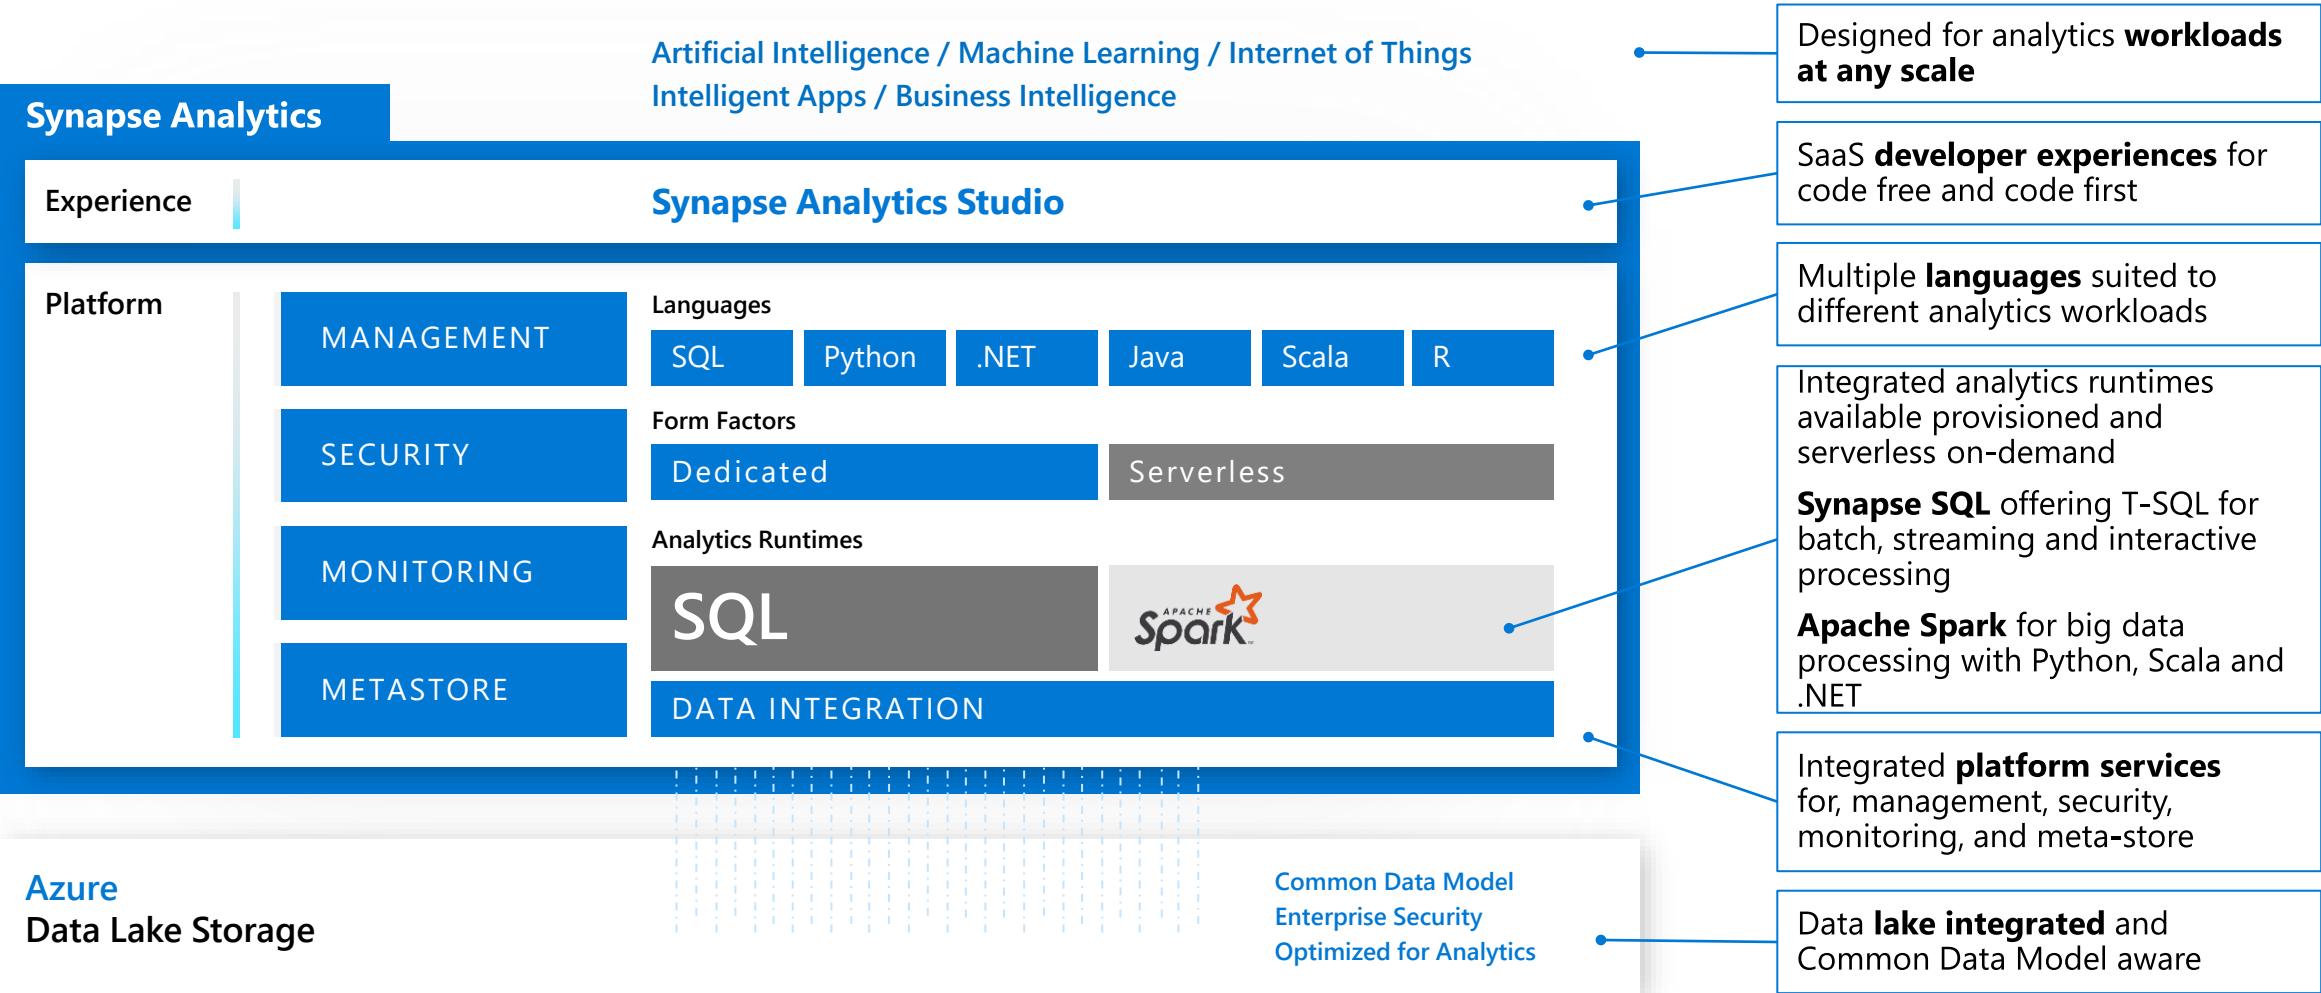 Artificial Intelligence / Machine Learning / Internet of Things
Intelligent Apps / Business Intelligence
Synapse Analytics
Experience
Synapse Analytics Studio
Platform
MANAGEMENT
SECURITY
MONITORING
METASTORE
Languages
SQL
Python
.NET
Java
Scala
R
Form Factors
Dedicated
Serverless
Analytics Runtimes
SQL
APACHE
Spark
DATA INTEGRATION
Azure
Data Lake Storage
Common Data Model
Enterprise Security
Optimized for Analytics
Designed for analytics workloads
at any scale
SaaS developer experiences for
code free and code first
Multiple languages suited to
different analytics workloads
Integrated analytics runtimes
available provisioned and
serverless on-demand
Synapse SQL offering T-SQL for
batch, streaming and interactive
processing
Apache Spark for big data
processing with Python, Scala and
.NET
Integrated platform services
for, management, security,
monitoring, and meta-store
Data lake integrated and
Common Data Model aware